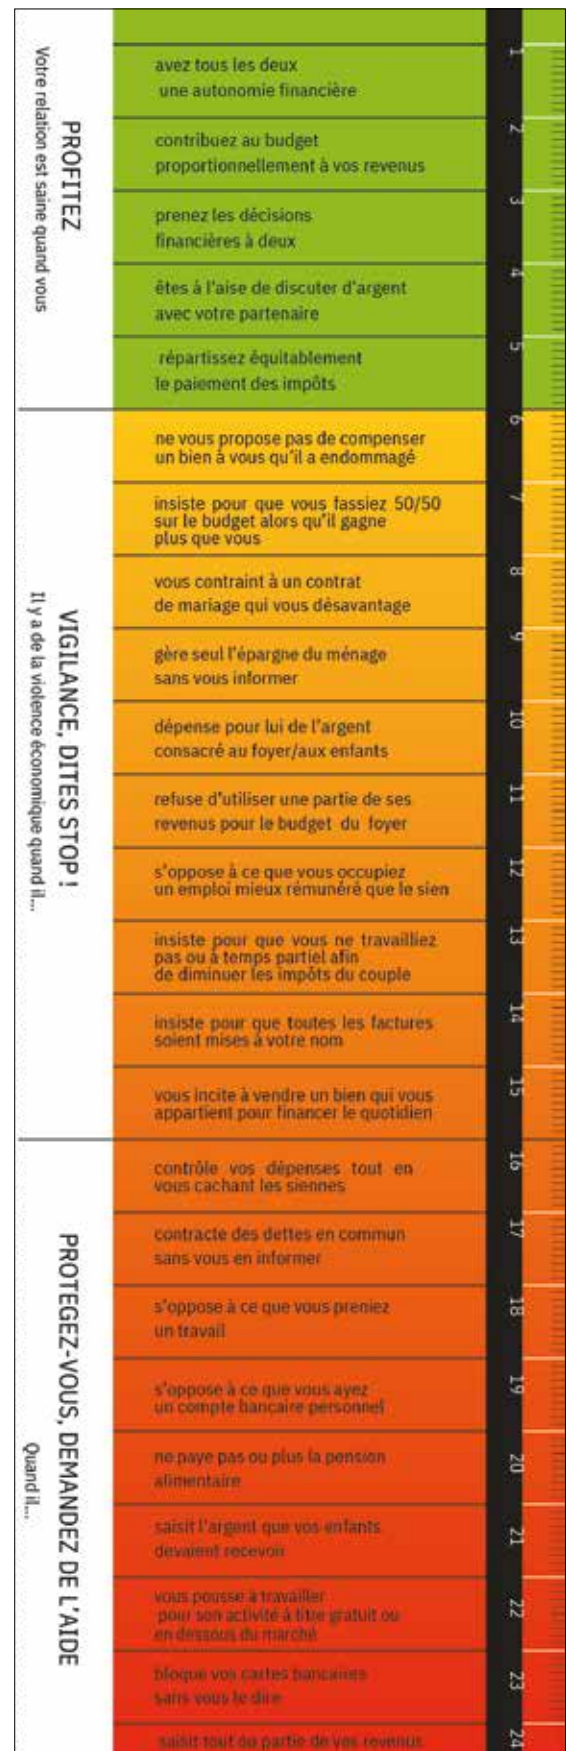 PROFITEZ
Votre relation est saine quand vous
1
avez tous les deux
une autonomie financière
2
contribuez au budget
proportionnellement à vos revenus
3
prenez les décisions
financières à deux
4
êtes à l'aise de discuter d'argent
avec votre partenaire
5
répartissez équitablement
le paiement des impôts
VIGILANCE, DITES STOP !
Il y a de la violence économique quand il...
6
ne vous propose pas de compenser
un bien à vous qu'il a endommagé
7
insiste pour que vous fassiez 50/50
sur le budget alors qu'il gagne
plus que vous
8
vous contraint à un contrat
de mariage qui vous désavantage
9
gère seul l'épargne du ménage
sans vous informer
10
dépense pour lui de l'argent
consacré au foyer/aux enfants
11
refuse d'utiliser une partie de ses
revenus pour le budget du foyer
12
s'oppose à ce que vous occupiez
un emploi mieux rémunéré que le sien
13
insiste pour que vous ne travailliez
pas ou à temps partiel afin
de diminuer les impôts du couple
14
insiste pour que toutes les factures
soient mises à votre nom
15
vous incite à vendre un bien qui vous
appartient pour financer le quotidien
PROTEGEZ-VOUS, DEMANDEZ DE L'AIDE
Quand il...
16
contrôle vos dépenses tout en
vous cachant les siennes
17
contracte des dettes en commun
sans vous en informer
18
s'oppose à ce que vous preniez
un travail
19
s'oppose à ce que vous ayez
un compte bancaire personnel
20
ne paye pas ou plus la pension
alimentaire
21
saisit l'argent que vos enfants
devaient recevoir
22
vous pousse à travailler
pour son activité à titre gratuit ou
en dessous du marché
23
bloque vos cartes bancaires
sans vous le dire
24
saisit tout ou partie de vos revenus